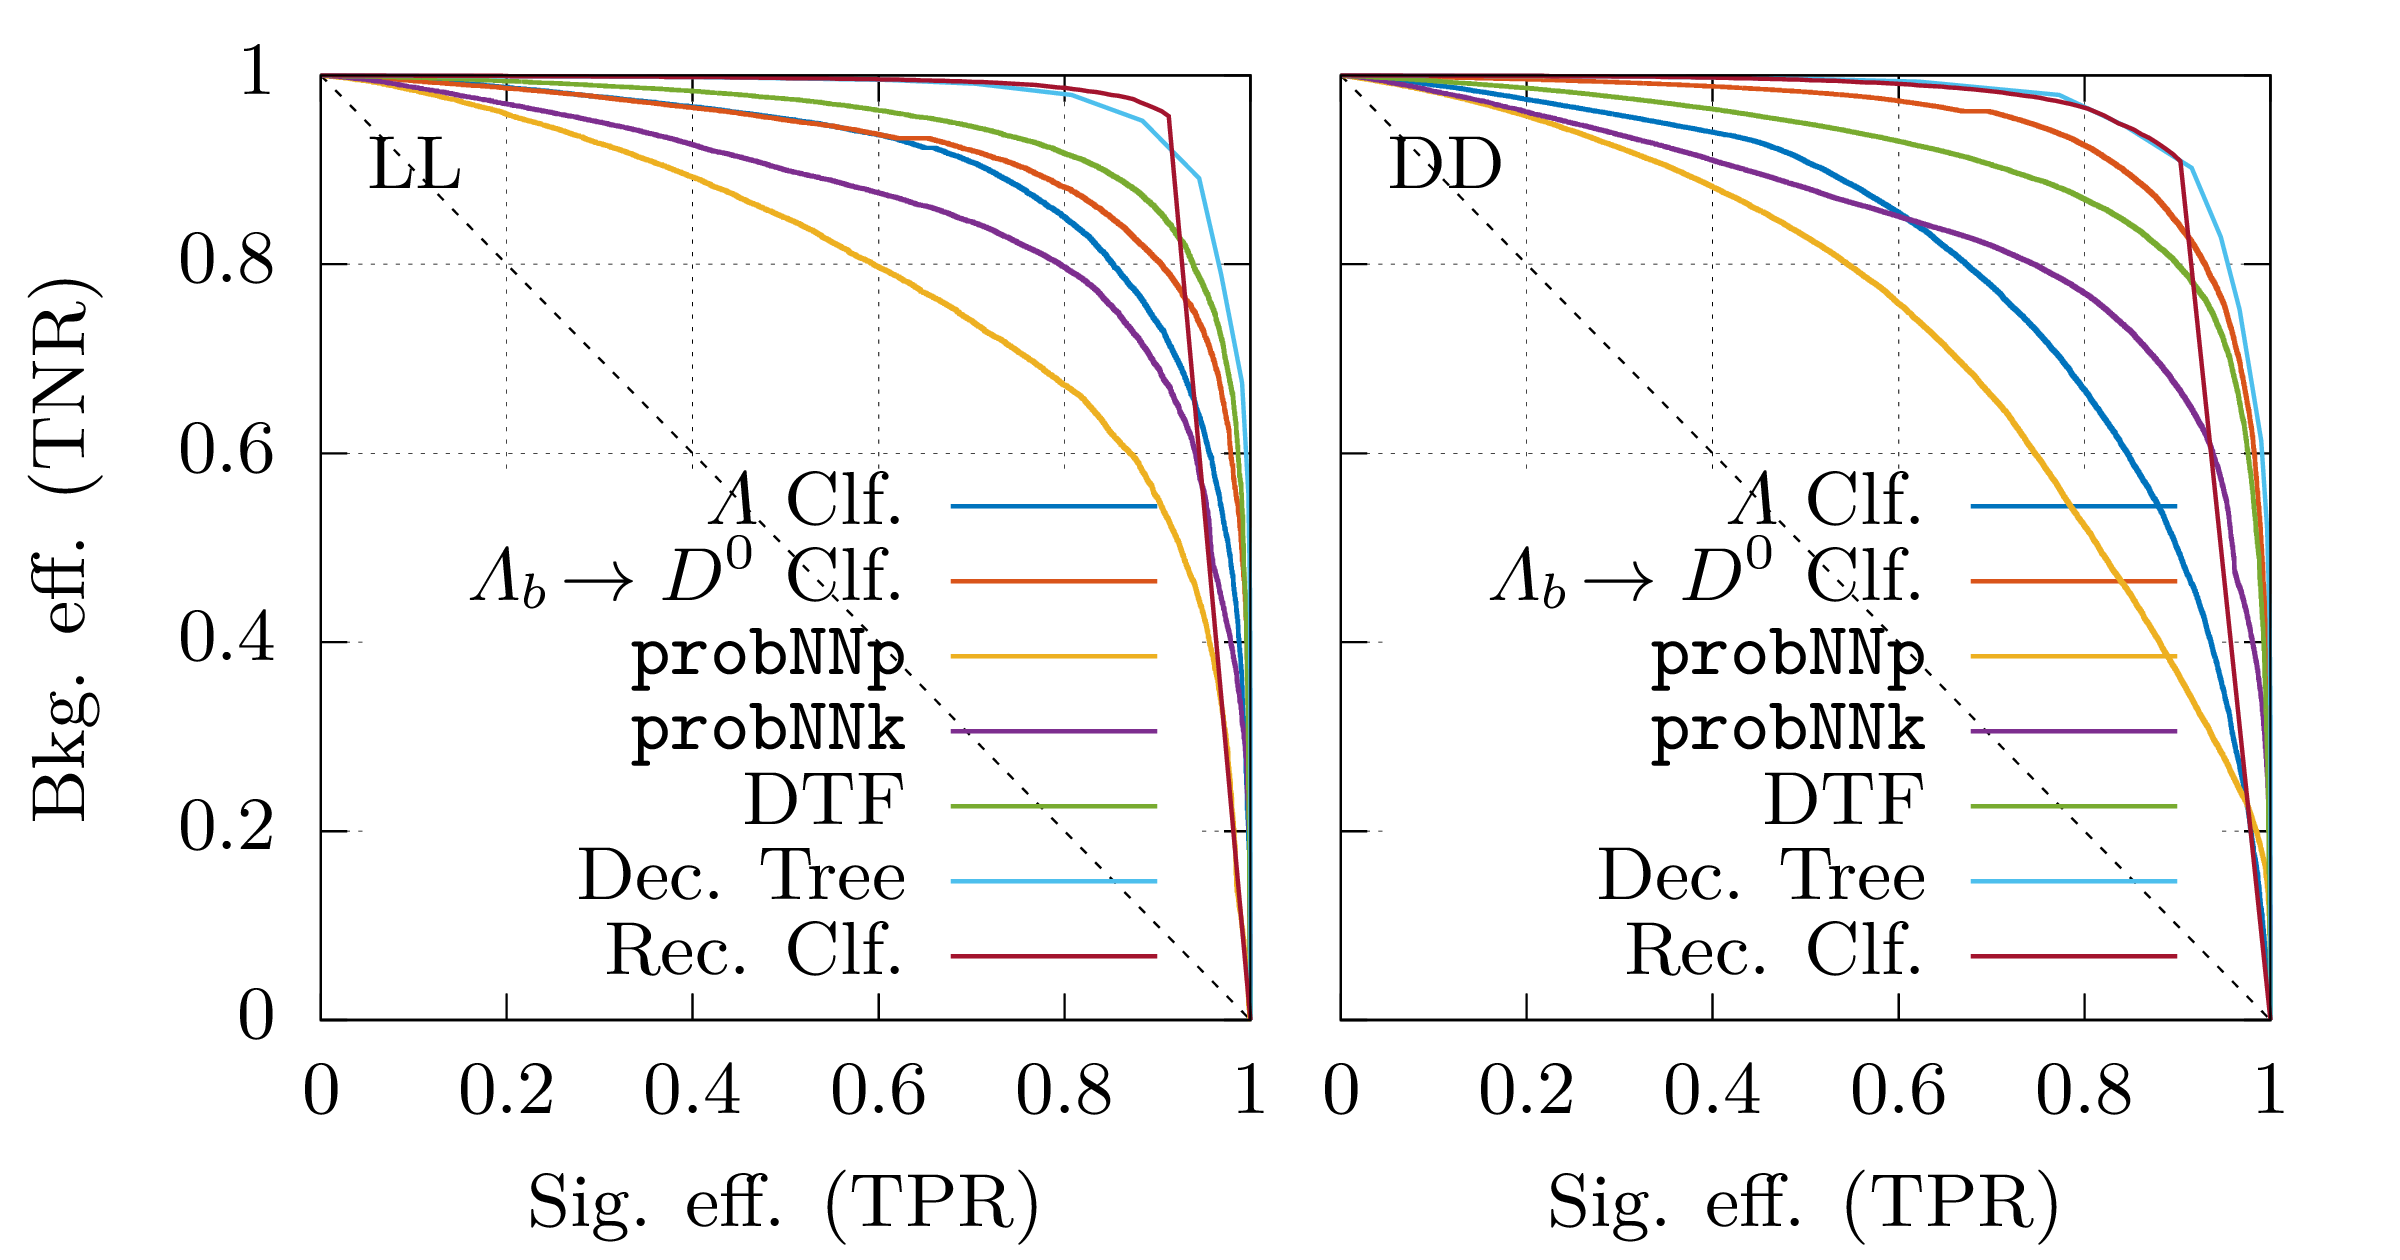 Bkg. eff. (TNR)
1
0.8
0.6
0.4
0.2
0
LL
Λ Clf.
Λb → D⁰ Clf.
probNNp
probNNk
DTF
Dec. Tree
Rec. Clf.
0 0.2 0.4 0.6 0.8 1
Sig. eff. (TPR)
DD
Λ Clf.
Λb → D⁰ Clf.
probNNp
probNNk
DTF
Dec. Tree
Rec. Clf.
0 0.2 0.4 0.6 0.8 1
Sig. eff. (TPR)